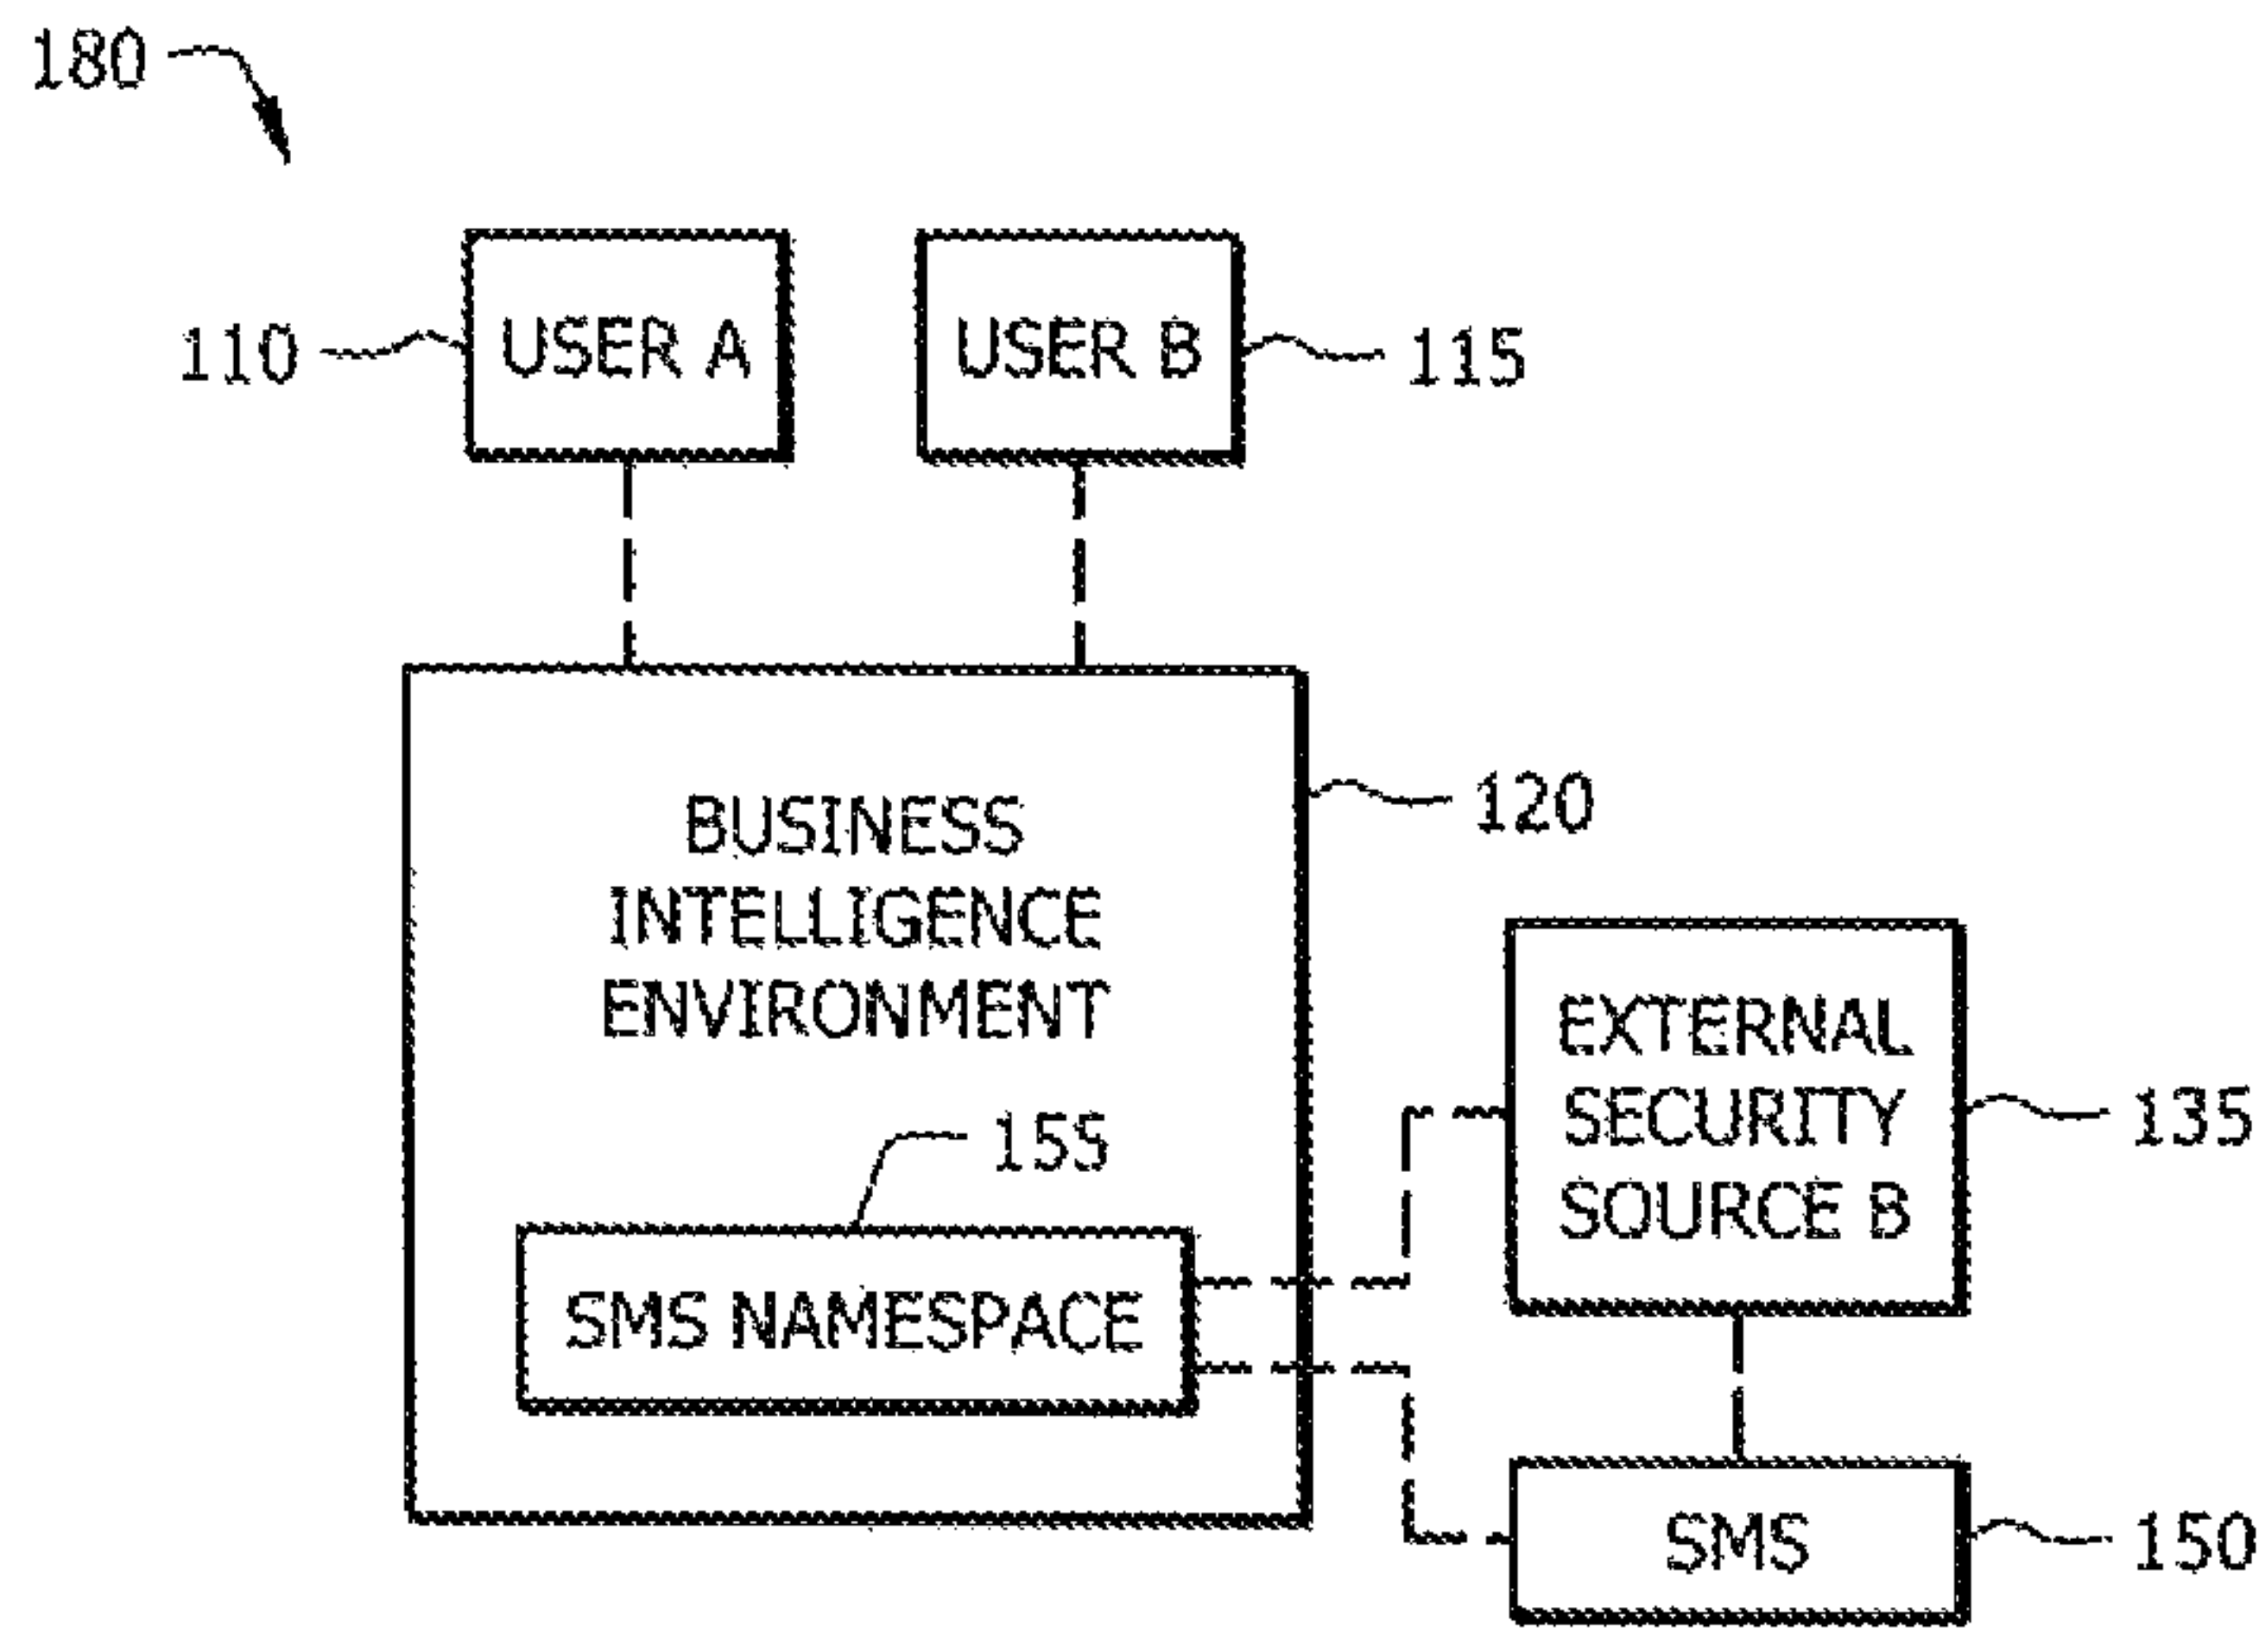 180
110
USER A
USER B
115
BUSINESS
INTELLIGENCE
ENVIRONMENT
120
155
SMS NAMESPACE
EXTERNAL
SECURITY
SOURCE B
135
SMS
150